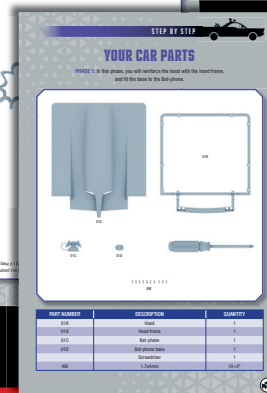 STEP BY STEP
YOUR CAR PARTS
PHASE 1: In this phase, you will reinforce the hood with the hood frame,
and fit the base to the Bat-phone.
01A
01B
01C
01D
AM
PART NUMBER DESCRIPTION QUANTITY
01A Hood 1
01B Hood frame 1
01C Bat-phone 1
01D Bat-phone base 1
Screwdriver 1
AM 1.7x4mm 10+2*